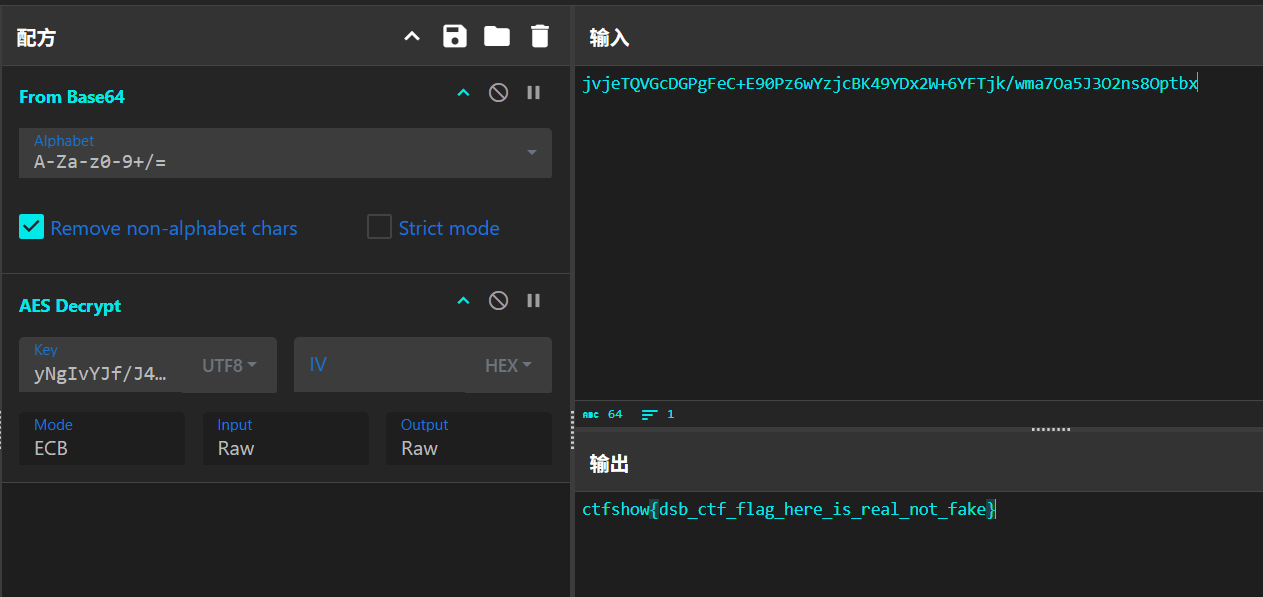 配方
From Base64
Alphabet
A-Za-z0-9+/=
Remove non-alphabet chars
Strict mode
AES Decrypt
Key
yNgIvYJf/J4…
UTF8
IV
HEX
Mode
ECB
Input
Raw
Output
Raw
输入
jvjeTQVGcDGPgFeC+E90Pz6wYzjcBK49YDx2W+6YFTjk/wma7Oa5J3O2ns8Optbx
ABC 64
1
输出
ctfshow{dsb_ctf_flag_here_is_real_not_fake}